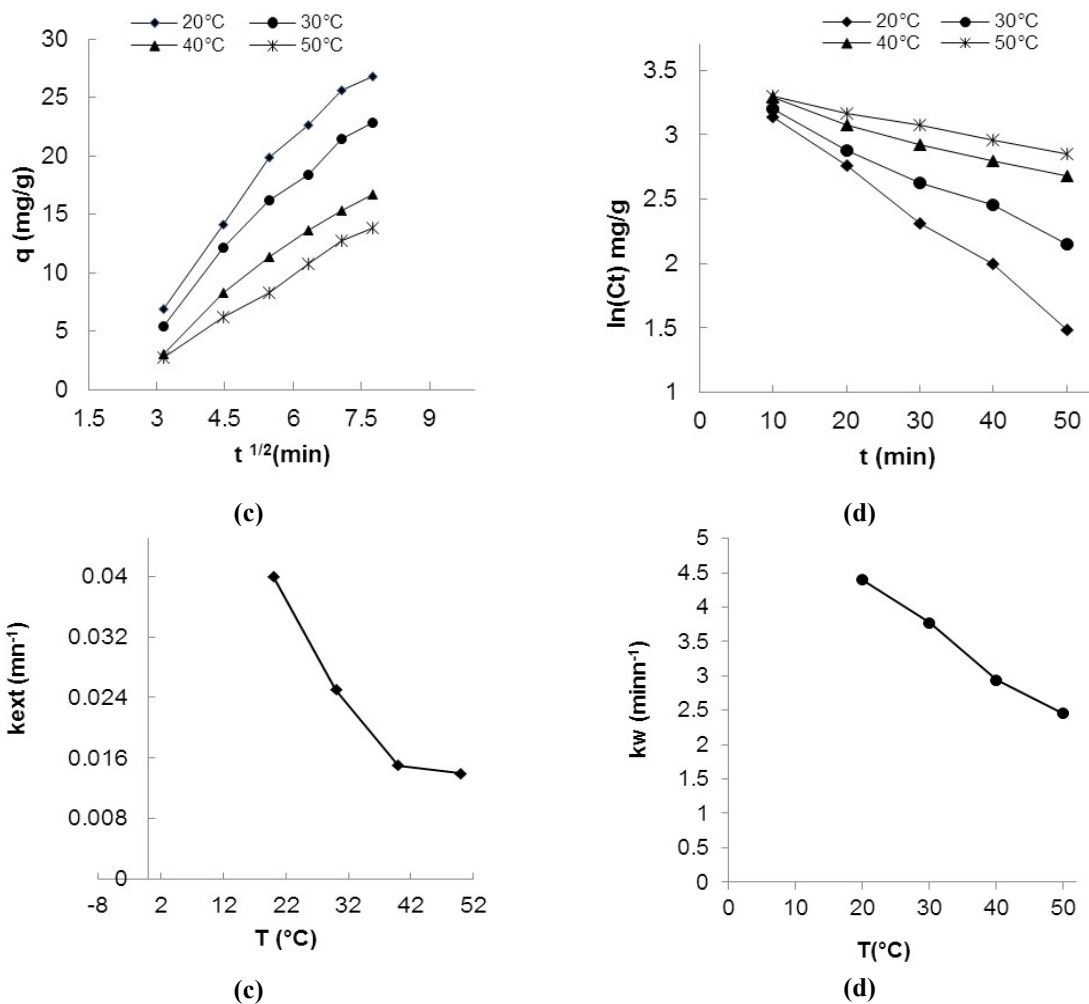 20°C 30°C
40°C 50°C
30
25
20
15
10
5
0
q (mg/g)
1.5 3 4.5 6 7.5 9
t 1/2(min)
(c)
20°C 30°C
40°C 50°C
3.5
3
2.5
2
1.5
1
ln(Ct) mg/g
0 10 20 30 40 50
t (min)
(d)
0.04
0.032
0.024
0.016
0.008
0
kext (mn-1)
-8 2 12 22 32 42 52
T (°C)
(c)
5
4.5
4
3.5
3
2.5
2
1.5
1
0.5
0
kw (minn-1)
0 10 20 30 40 50
T(°C)
(d)